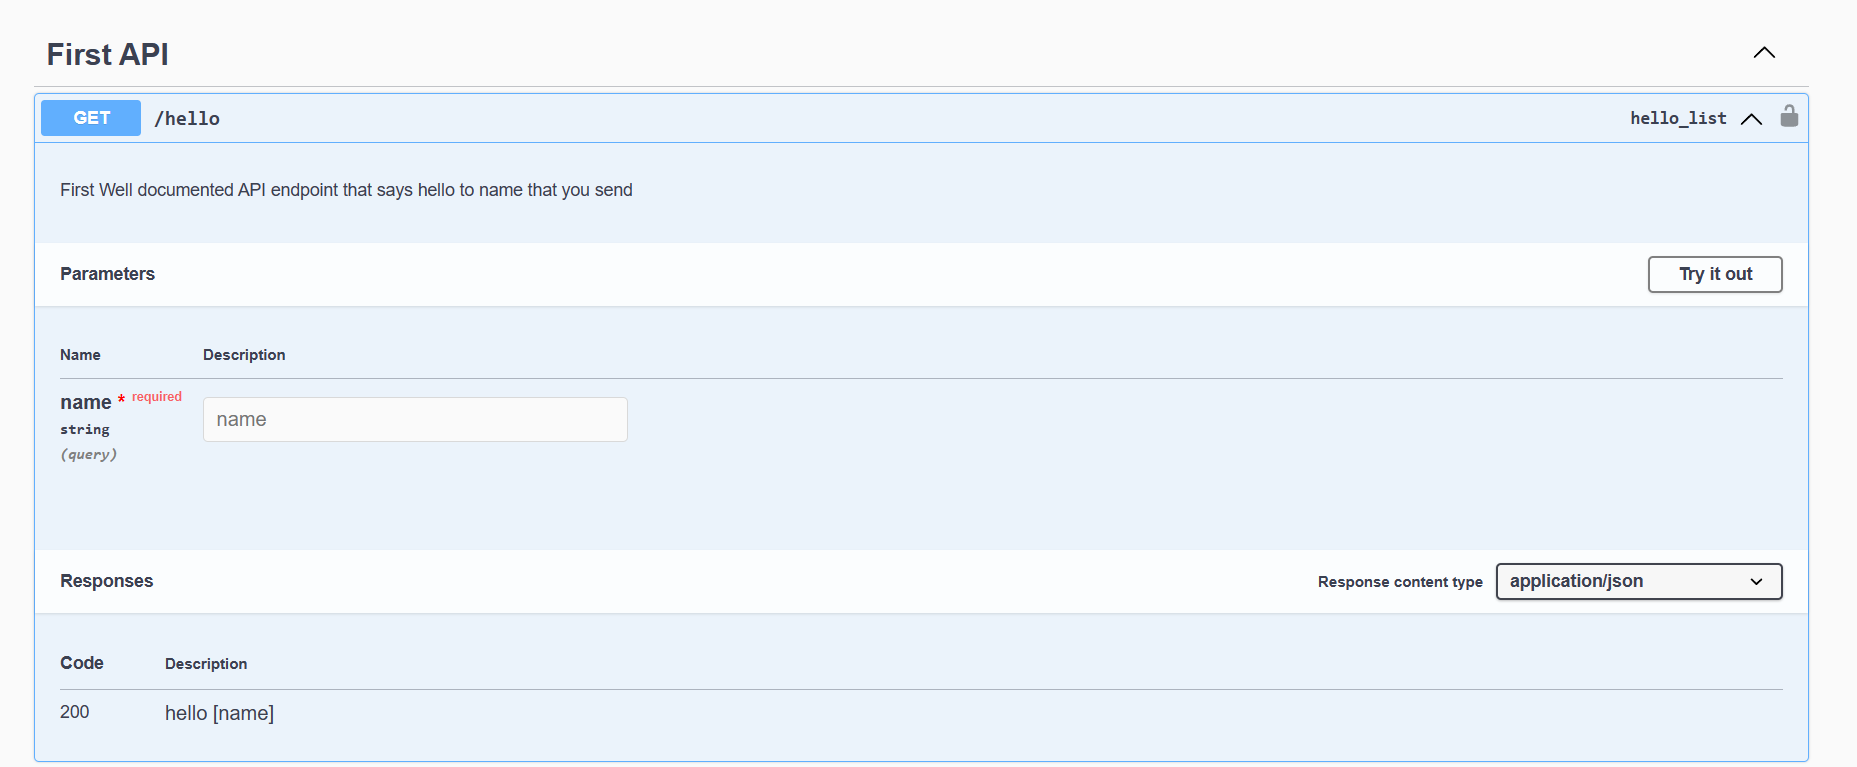 First API
GET /hello hello_list
First Well documented API endpoint that says hello to name that you send
Parameters Try it out
Name Description
name * required name
string
(query)
Responses Response content type application/json
Code Description
200 hello [name]